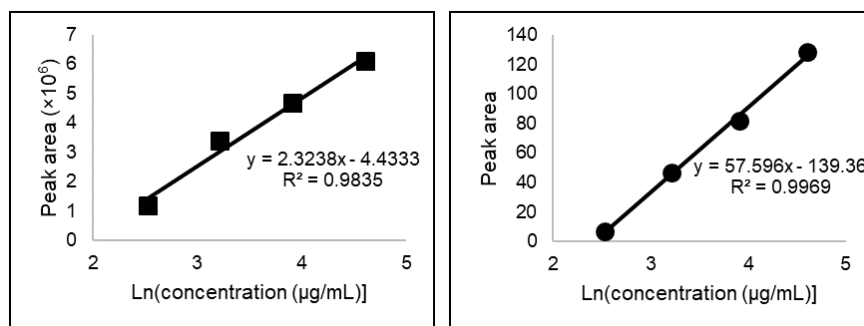 7
6
5
4
3
2
1
0
Peak area (×10⁶)
y = 2.3238x - 4.4333
R² = 0.9835
2 3 4 5
Ln(concentration (µg/mL)]
140
120
100
80
60
40
20
0
Peak area
y = 57.596x - 139.36
R² = 0.9969
2 3 4 5
Ln(concentration (µg/mL)]